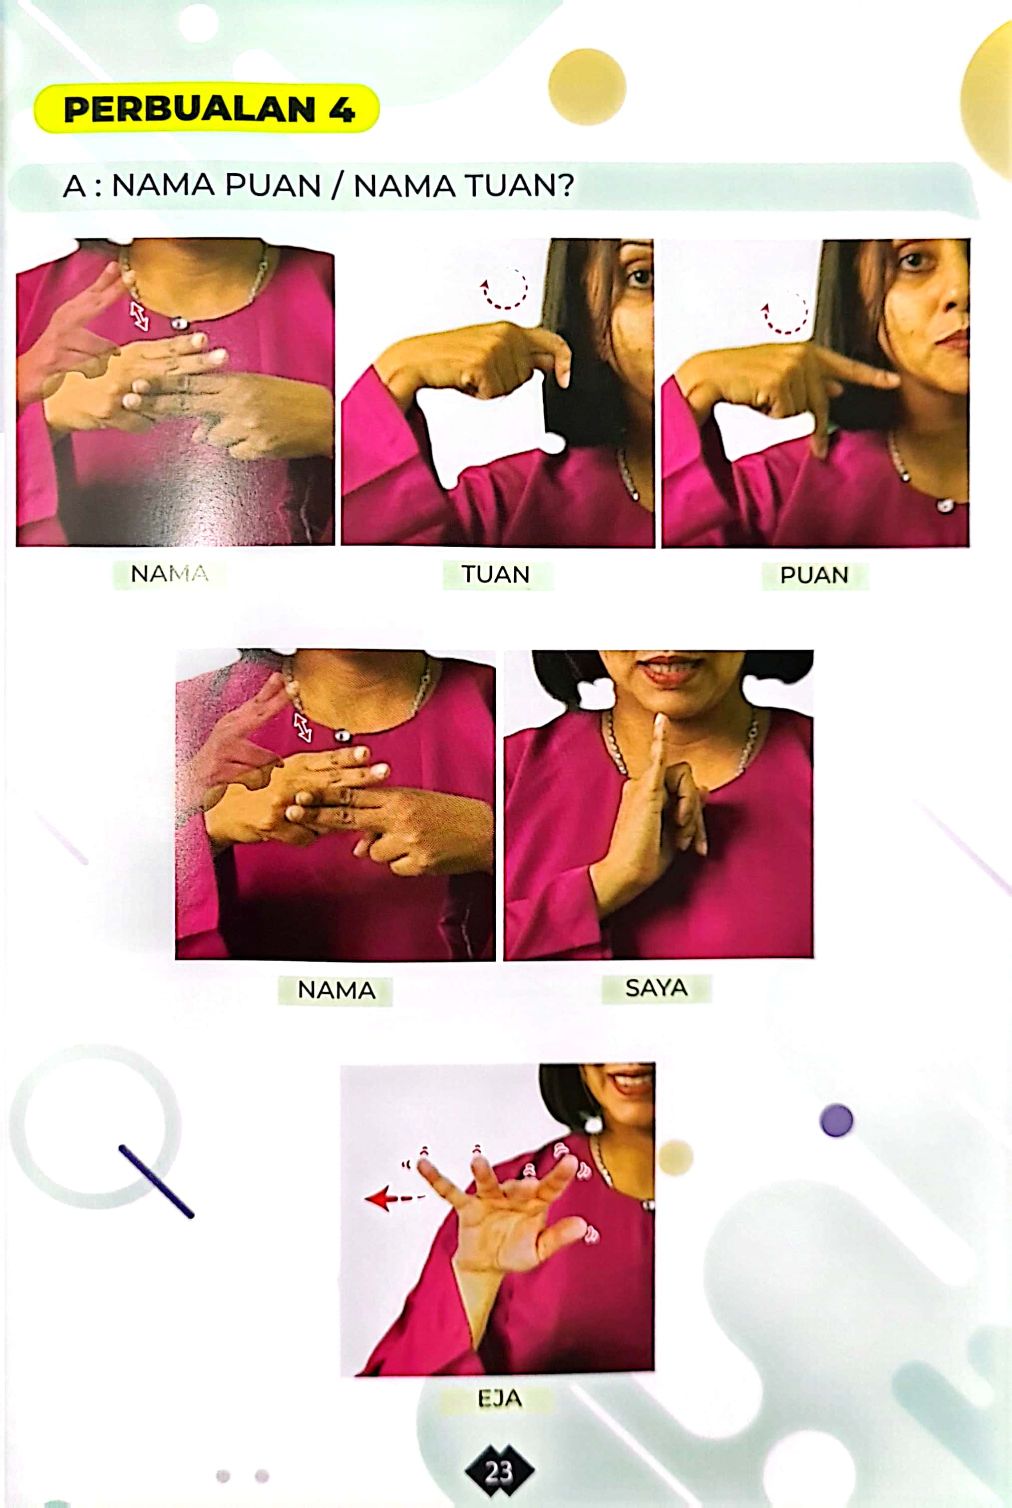 PERBUALAN 4
A : NAMA PUAN / NAMA TUAN?
NAMA
TUAN
PUAN
NAMA
SAYA
EJA
23